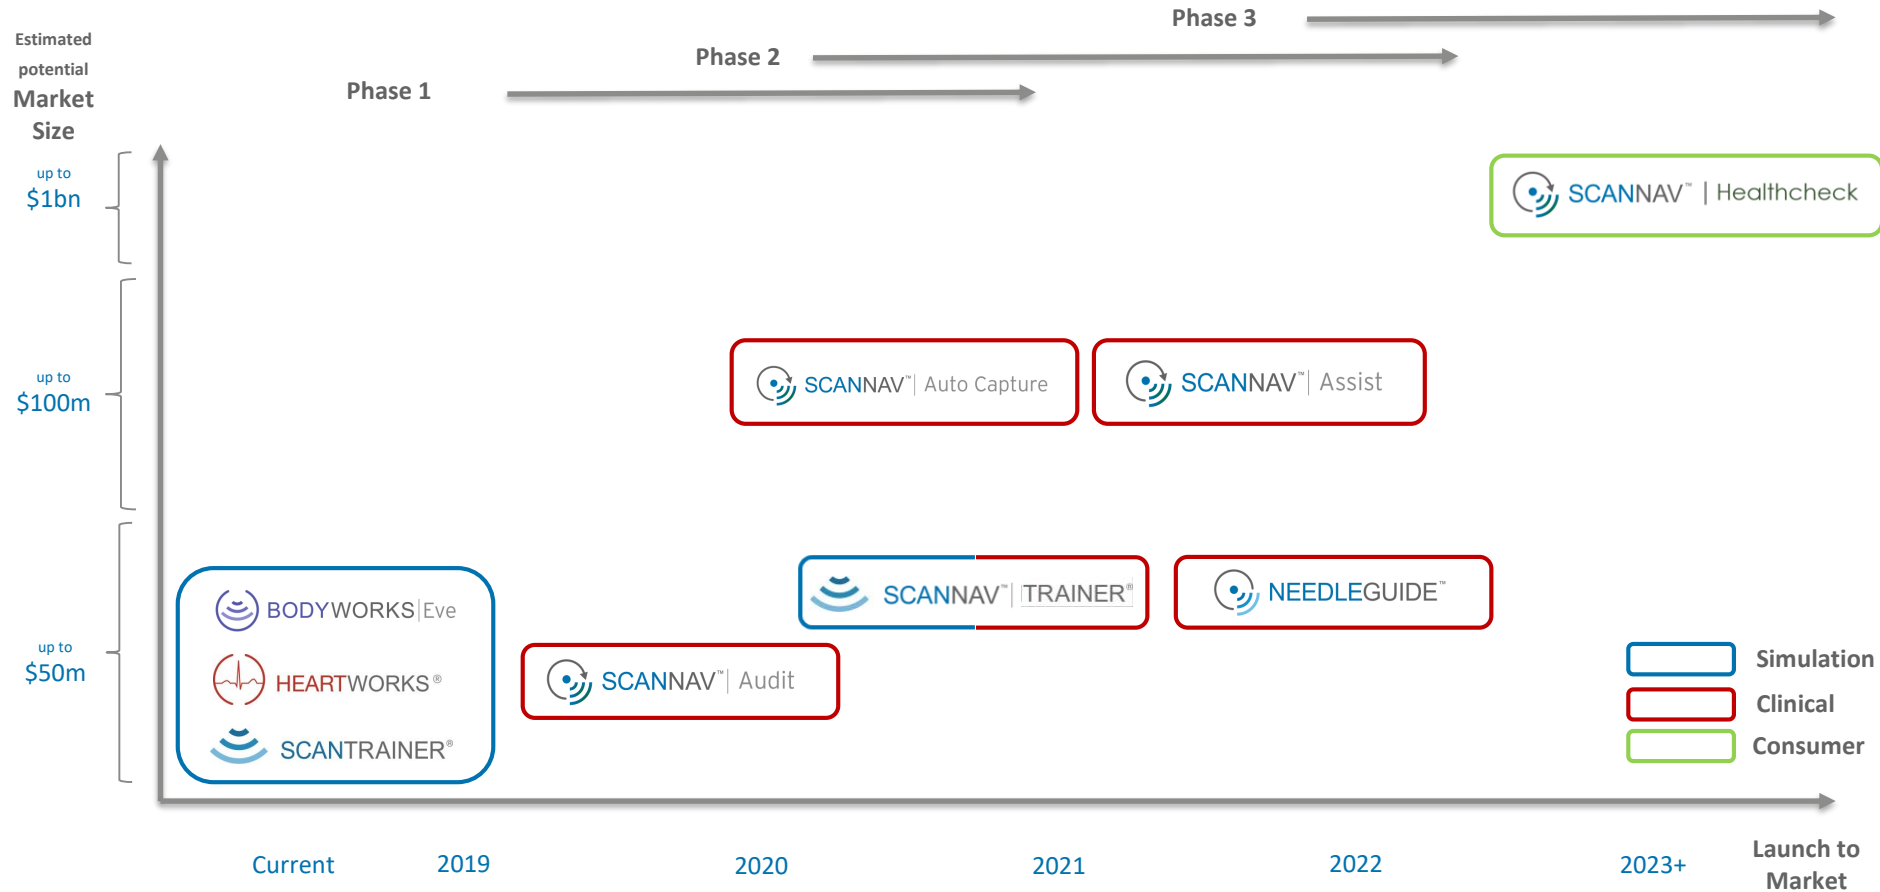 Phase 3
Phase 2
Phase 1
Estimated
potential
Market
Size
up to
$1bn
SCANNAV™ | Healthcheck
up to
$100m
SCANNAV™ | Auto Capture
SCANNAV™ | Assist
up to
$50m
BODYWORKS | Eve
HEARTWORKS®
SCANTRAINER®
SCANNAV™ | Audit
SCANNAV™ | TRAINER®
NEEDLEGUIDE™
Simulation
Clinical
Consumer
Current
2019
2020
2021
2022
2023+
Launch to
Market